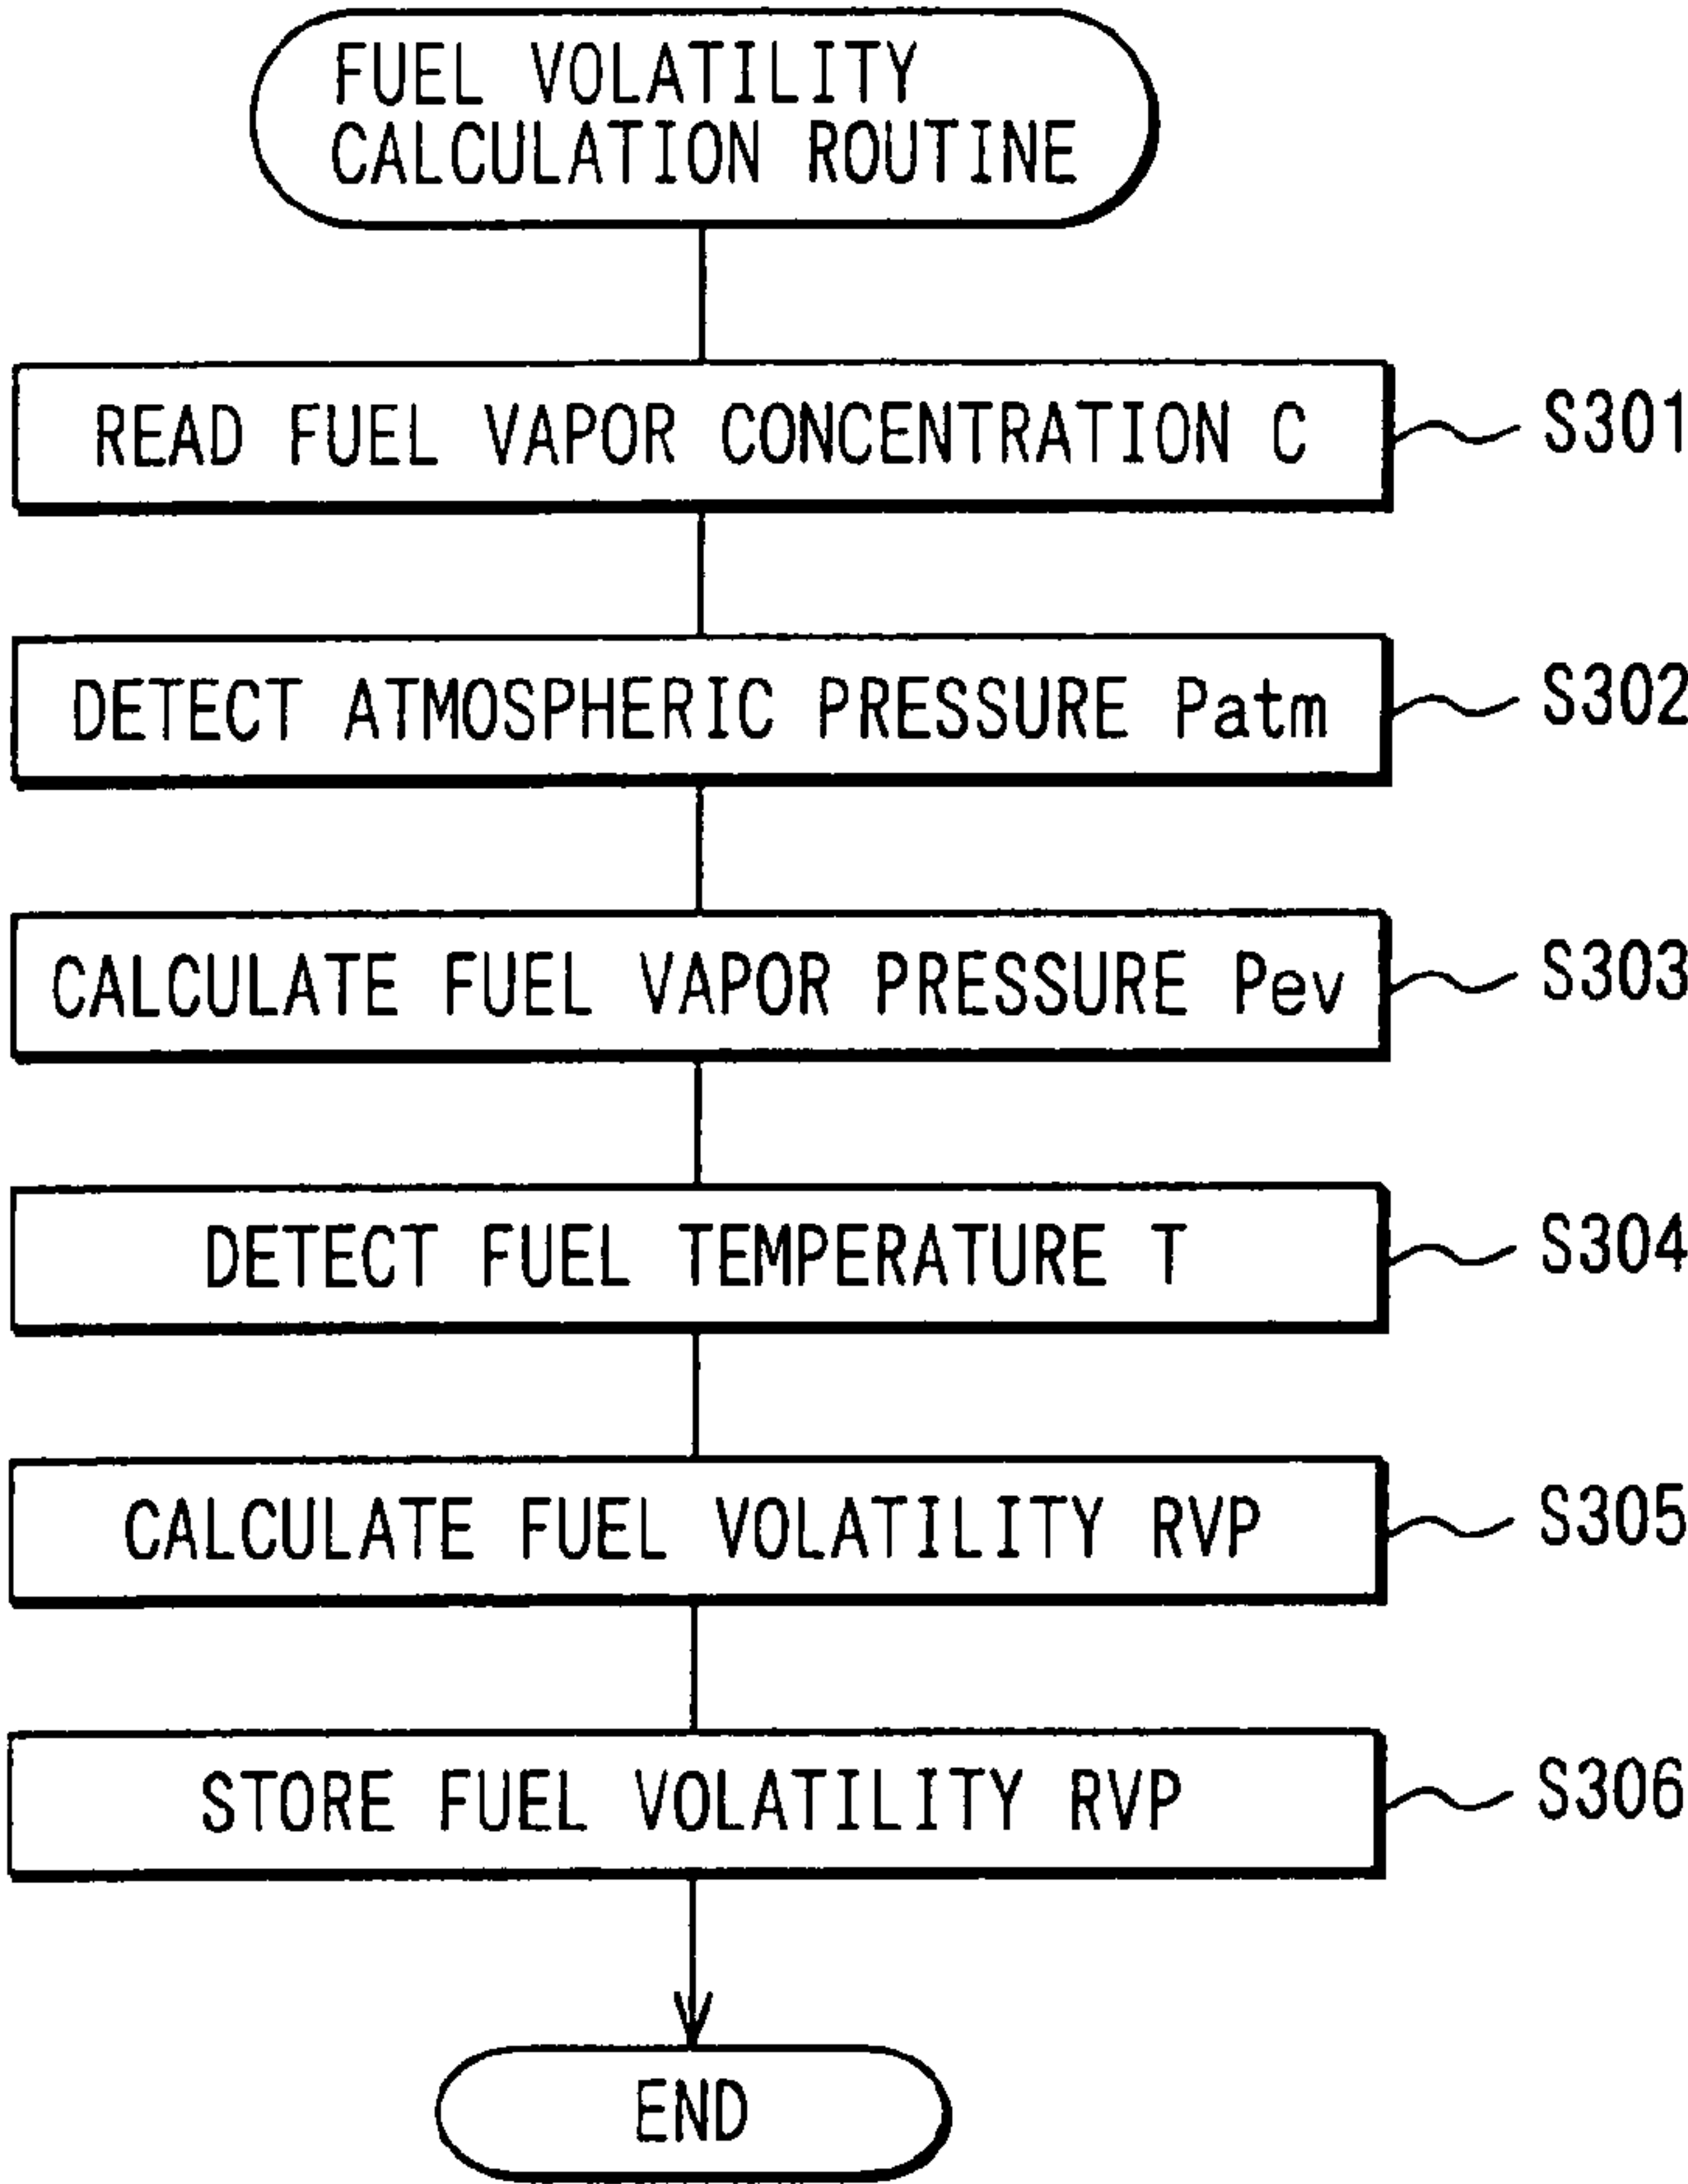 FUEL VOLATILITY
CALCULATION ROUTINE
READ FUEL VAPOR CONCENTRATION C
S301
DETECT ATMOSPHERIC PRESSURE Patm
S302
CALCULATE FUEL VAPOR PRESSURE Pev
S303
DETECT FUEL TEMPERATURE T
S304
CALCULATE FUEL VOLATILITY RVP
S305
STORE FUEL VOLATILITY RVP
S306
END